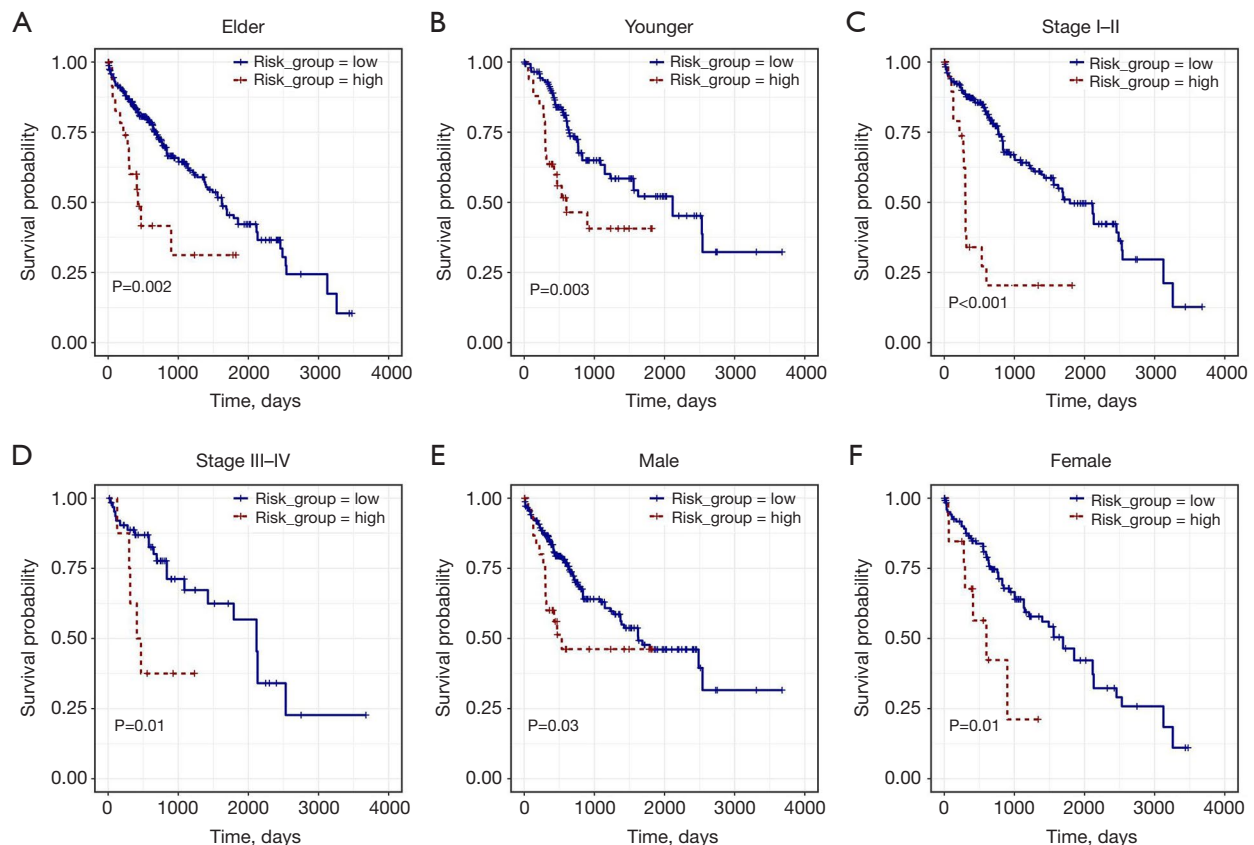 A
Elder
Risk_group = low
Risk_group = high
Survival probability
1.00
0.75
0.50
0.25
0.00
P=0.002
0 1000 2000 3000 4000
Time, days
B
Younger
Risk_group = low
Risk_group = high
Survival probability
1.00
0.75
0.50
0.25
0.00
P=0.003
0 1000 2000 3000 4000
Time, days
C
Stage I–II
Risk_group = low
Risk_group = high
Survival probability
1.00
0.75
0.50
0.25
0.00
P<0.001
0 1000 2000 3000 4000
Time, days
D
Stage III–IV
Risk_group = low
Risk_group = high
Survival probability
1.00
0.75
0.50
0.25
0.00
P=0.01
0 1000 2000 3000 4000
Time, days
E
Male
Risk_group = low
Risk_group = high
Survival probability
1.00
0.75
0.50
0.25
0.00
P=0.03
0 1000 2000 3000 4000
Time, days
F
Female
Risk_group = low
Risk_group = high
Survival probability
1.00
0.75
0.50
0.25
0.00
P=0.01
0 1000 2000 3000 4000
Time, days